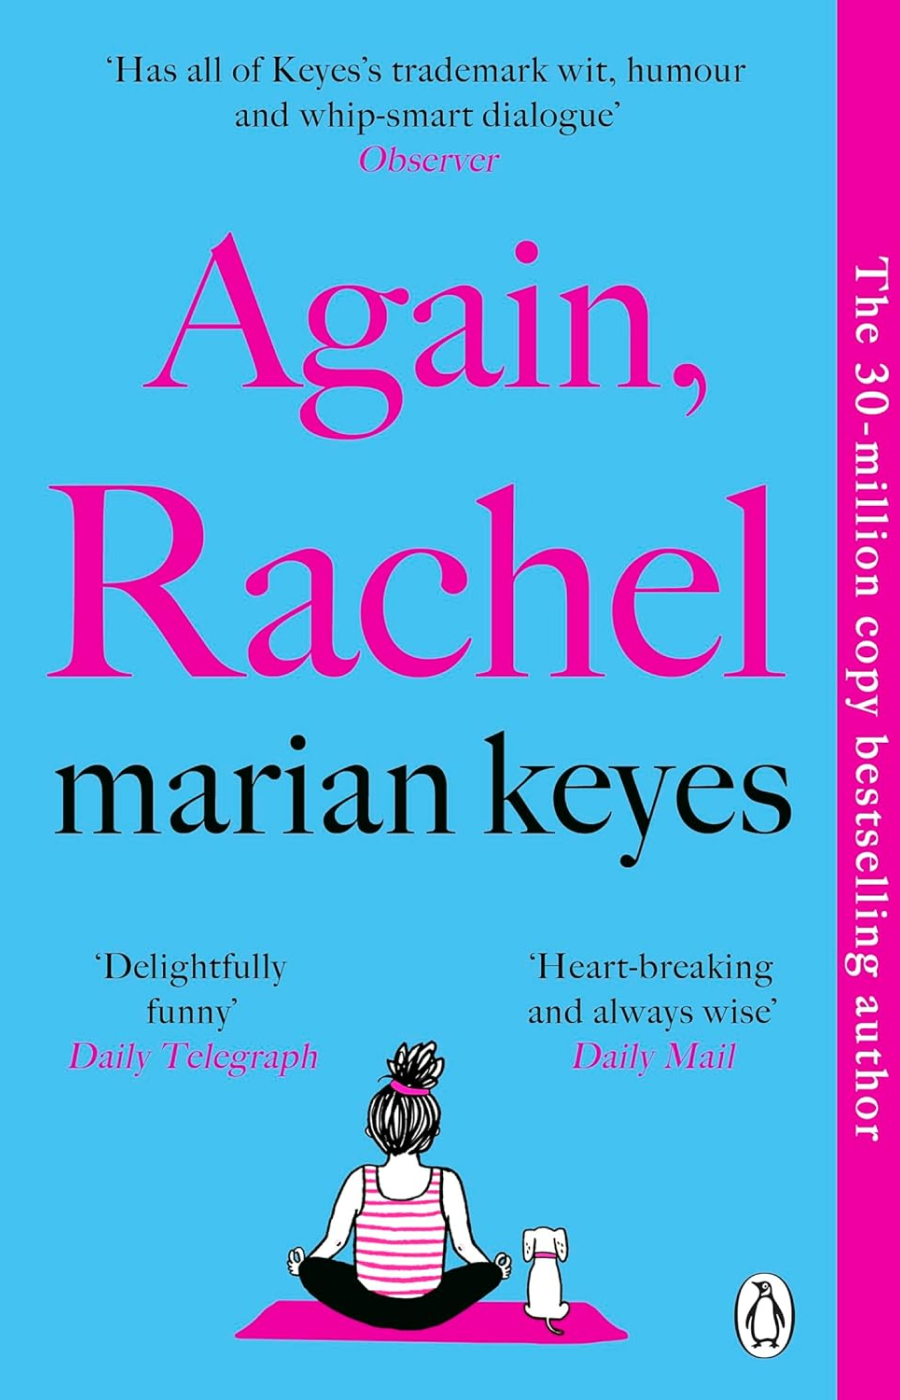 ‘Has all of Keyes’s trademark wit, humour
and whip-smart dialogue’
Observer
Again,
Rachel
marian keyes
‘Delightfully
funny’
Daily Telegraph
‘Heart-breaking
and always wise’
Daily Mail
The 30-million copy bestselling author